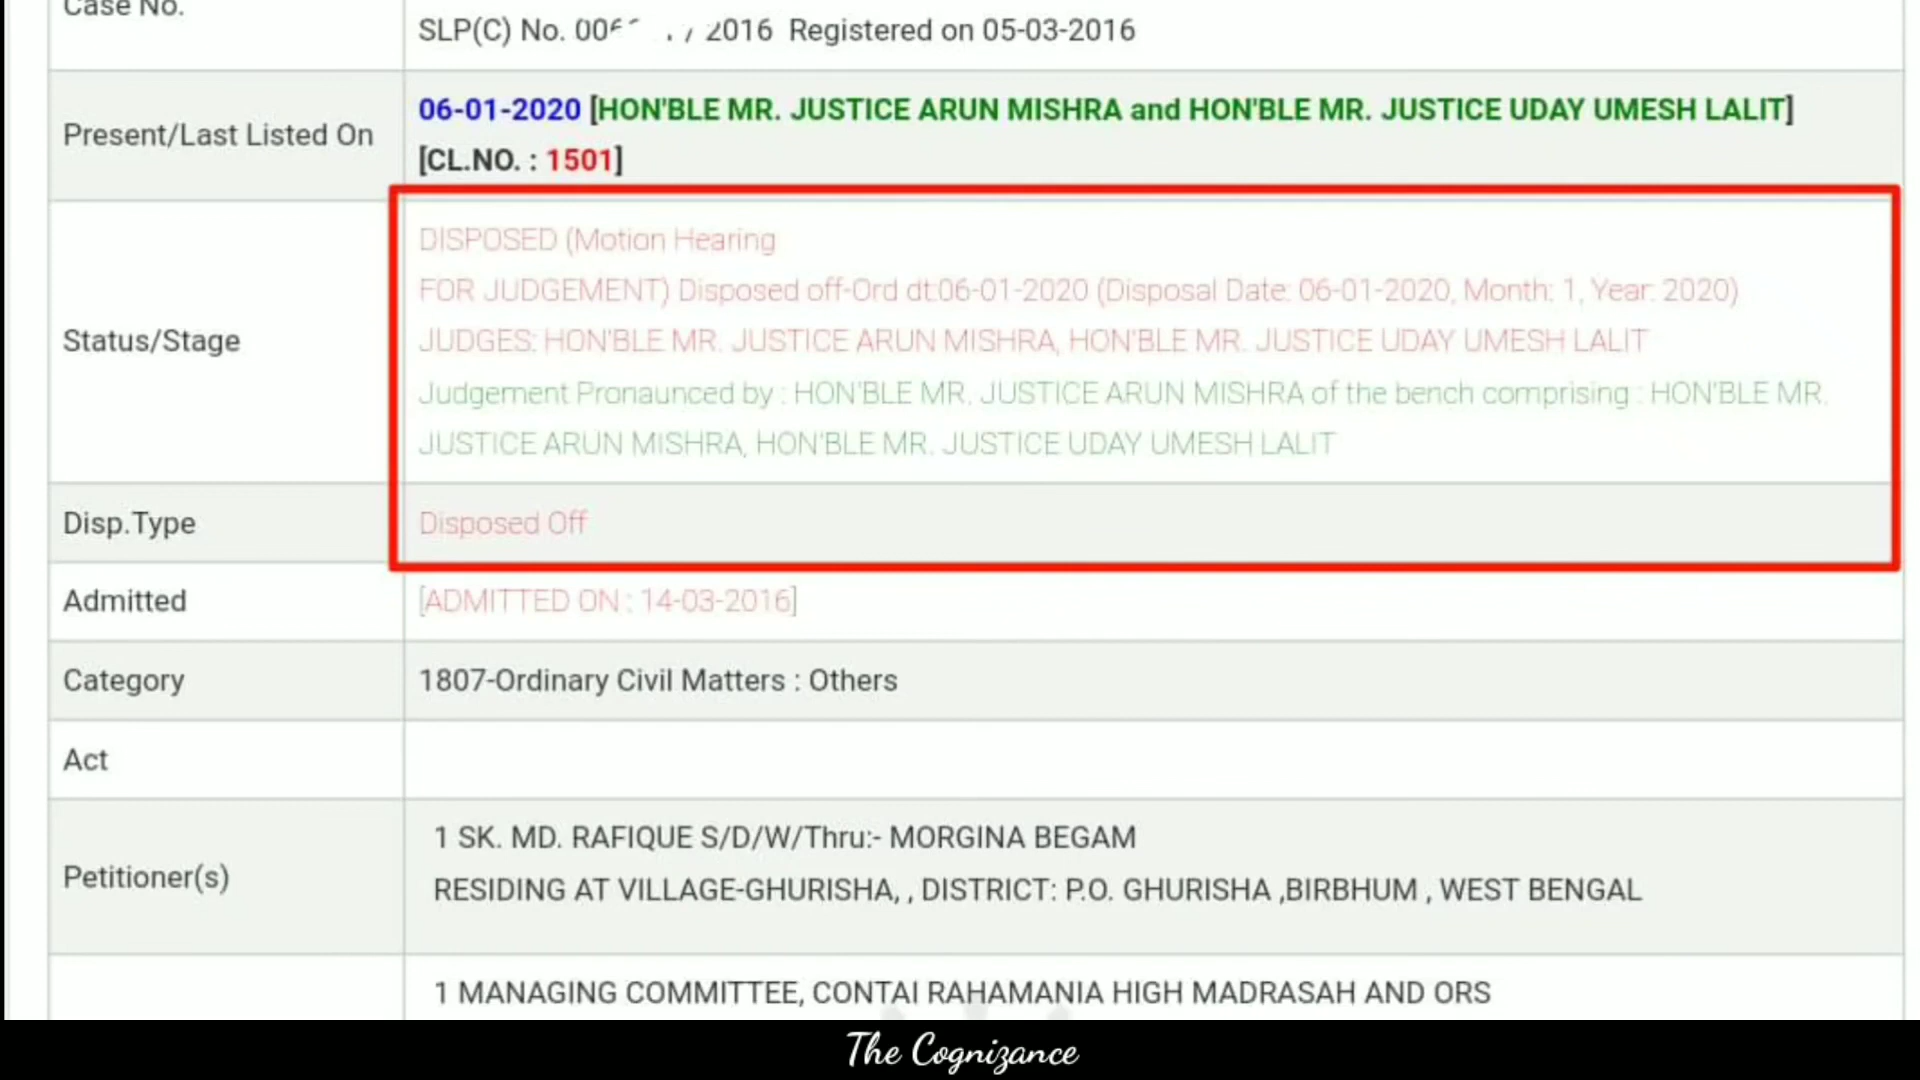 Case No.
SLP(C) No. 2016 Registered on 05-03-2016
Present/Last Listed On
06-01-2020 [HON'BLE MR. JUSTICE ARUN MISHRA and HON'BLE MR. JUSTICE UDAY UMESH LALIT]
[CL.NO. : 1501]
Status/Stage
DISPOSED (Motion Hearing
FOR JUDGEMENT) Disposed off-Ord dt:06-01-2020 (Disposal Date: 06-01-2020, Month: 1, Year: 2020)
JUDGES: HON'BLE MR. JUSTICE ARUN MISHRA, HON'BLE MR. JUSTICE UDAY UMESH LALIT
Judgement Pronaunced by : HON'BLE MR. JUSTICE ARUN MISHRA of the bench comprising : HON'BLE MR.
JUSTICE ARUN MISHRA, HON'BLE MR. JUSTICE UDAY UMESH LALIT
Disp.Type
Disposed Off
Admitted
[ADMITTED ON : 14-03-2016]
Category
1807-Ordinary Civil Matters : Others
Act
Petitioner(s)
1 SK. MD. RAFIQUE S/D/W/Thru:- MORGINA BEGAM
RESIDING AT VILLAGE-GHURISHA, , DISTRICT: P.O. GHURISHA ,BIRBHUM , WEST BENGAL
1 MANAGING COMMITTEE, CONTAI RAHAMANIA HIGH MADRASAH AND ORS
The Cognizance